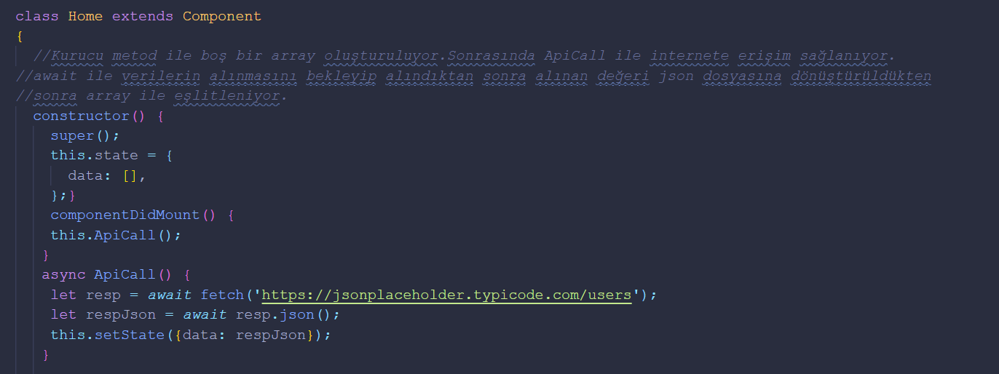 class Home extends Component
{
//Kurucu metod ile boş bir array oluşturuluyor.Sonrasında ApiCall ile internete erişim sağlanıyor.
//await ile verilerin alınmasını bekleyip alındıktan sonra alınan değeri json dosyasına dönüştürüldükten
//sonra array ile eşlitleniyor.
constructor() {
super();
this.state = {
data: [],
};}
componentDidMount() {
this.ApiCall();
}
async ApiCall() {
let resp = await fetch('https://jsonplaceholder.typicode.com/users');
let respJson = await resp.json();
this.setState({data: respJson});
}